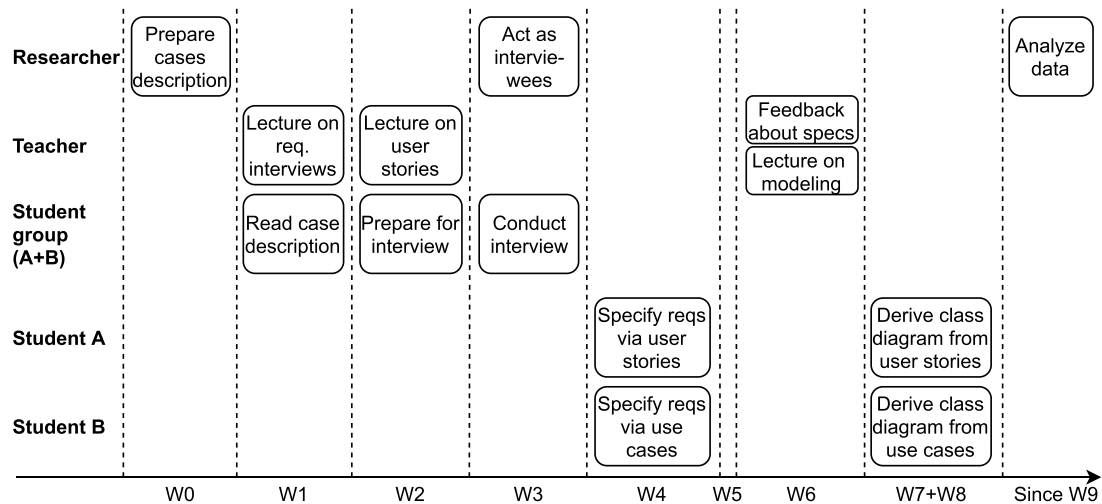 Researcher
Prepare
cases
description
Act as
intervie-
wees
Analyze
data
Teacher
Lecture on
req.
interviews
Lecture on
user
stories
Feedback
about specs
Lecture on
modeling
Student
group
(A+B)
Read case
description
Prepare for
interview
Conduct
interview
Student A
Specify reqs
via user
stories
Derive class
diagram from
user stories
Student B
Specify reqs
via use
cases
Derive class
diagram from
use cases
W0 W1 W2 W3 W4 W5 W6 W7+W8 Since W9